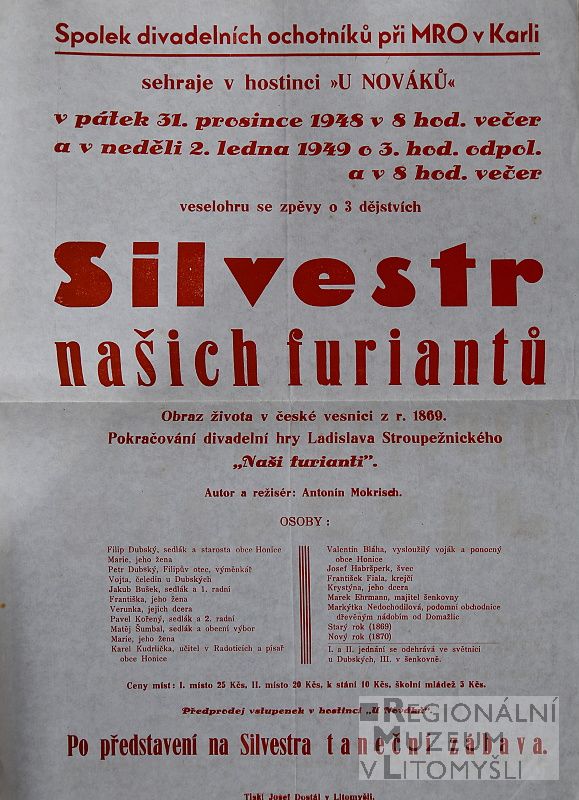 Spolek divadelních ochotníků při MRO v Karli
sehraje v hostinci »U NOVÁKŮ«
v pátek 31. prosince 1948 v 8 hod. večer
a v neděli 2. ledna 1949 o 3. hod. odpol.
a v 8 hod. večer
veselohru se zpěvy o 3 dějstvích
Silvestr
našich furiantů
Obraz života v české vesnici z r. 1869.
Pokračování divadelní hry Ladislava Stroupežnického
„Naši furianti".
Autor a režisér: Antonín Mokrisch.
OSOBY :
Filip Dubský, sedlák a starosta obce Honice
Marie, jeho žena
Petr Dubský, Filipův otec, výměnkář
Vojta, čeledín u Dubských
Jakub Bušek, sedlák a 1. radní
Františka, jeho žena
Verunka, jejich dcera
Pavel Kořený, sedlák a 2. radní
Matěj Šumbal, sedlák a obecní výbor
Marie, jeho žena
Karel Kudrlička, učitel v Radoticích a písař
obce Honice
Valentin Bláha, vysloužilý voják a ponocný
obce Honice
Josef Habršperk, švec
František Fiala, krejčí
Krystýna, jeho dcera
Marek Ehrmann, majitel šenkovny
Markýtka Nedochodilová, podomní obchodnice
dřevěným nádobím od Domažlic
Starý rok (1869)
Nový rok (1870)
I. a II. jednání se odehrává ve světnici
u Dubských, III. v šenkovně.
Ceny míst: I. místo 25 Kčs, II. místo 20 Kčs, k stání 10 Kčs, školní mládež 5 Kčs.
Předprodej vstupenek v hostinci „U Nováků".
Po představení na Silvestra taneční zábava.
Tiskl Josef Dostál v Litomyšli.
REGIONÁLNÍ
MUZEUM
V LITOMYŠLI